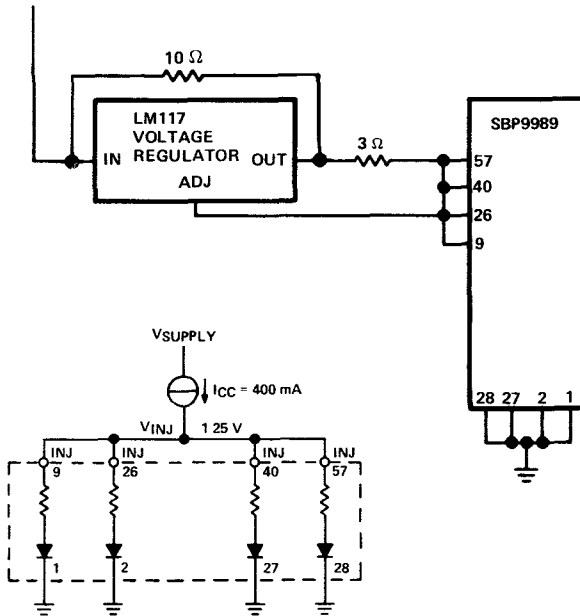 10 Ω
LM117
VOLTAGE
REGULATOR
IN
OUT
ADJ
3 Ω
SBP9989
57
40
26
9
28 27 2 1
VSUPPLY
ICC = 400 mA
VINJ 1 25 V
INJ INJ INJ INJ
9 26 40 57
1 2 27 28